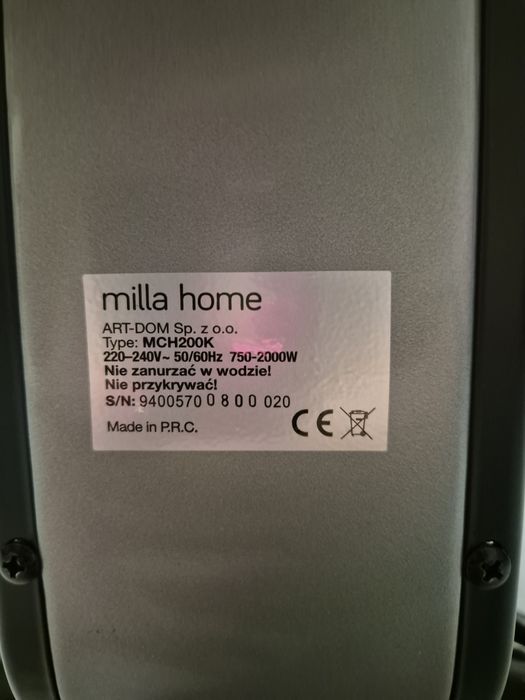 milla home
ART-DOM Sp. z o.o.
Type: MCH200K
220–240V~ 50/60Hz 750-2000W
Nie zanurzać w wodzie!
Nie przykrywać!
S/N: 9400570 0 8 0 0 020
Made in P.R.C.
CE